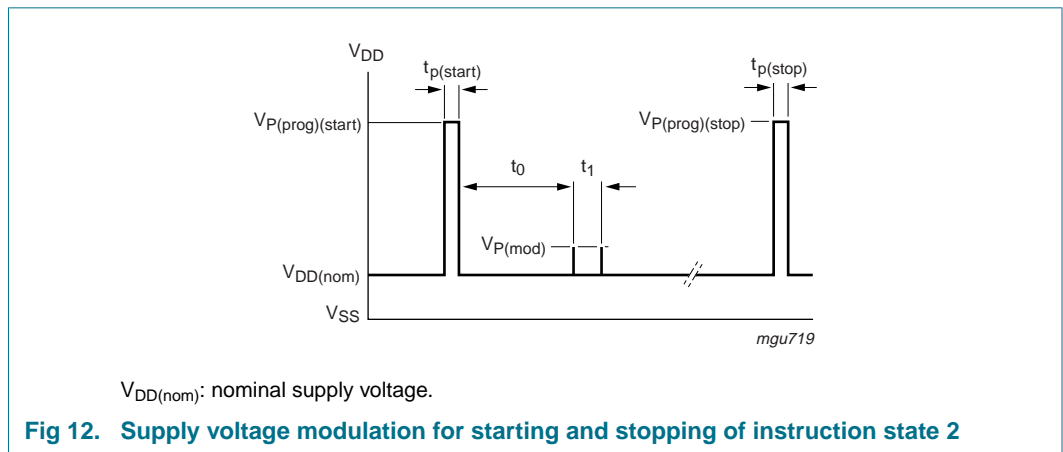 VDD
tp(start)
tp(stop)
VP(prog)(start)
VP(prog)(stop)
t0
t1
VP(mod)
VDD(nom)
VSS
mgu719
VDD(nom): nominal supply voltage.
Fig 12. Supply voltage modulation for starting and stopping of instruction state 2